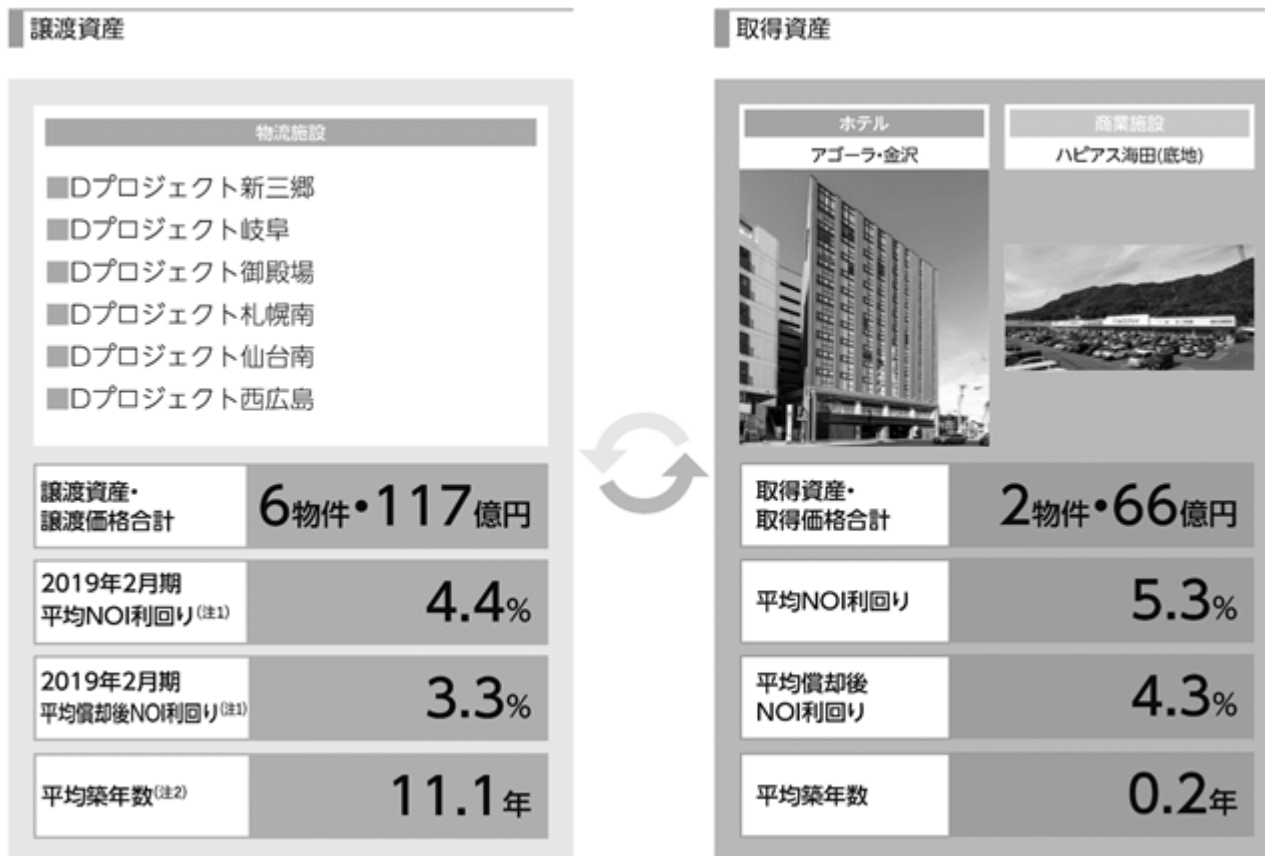 譲渡資産
物流施設
■Dプロジェクト新三郷
■Dプロジェクト岐阜
■Dプロジェクト御殿場
■Dプロジェクト札幌南
■Dプロジェクト仙台南
■Dプロジェクト西広島
譲渡資産・
譲渡価格合計
6物件・117億円
2019年2月期
平均NOI利回り(注1)
4.4%
2019年2月期
平均償却後NOI利回り(注1)
3.3%
平均築年数(注2)
11.1年
取得資産
ホテル
アゴーラ・金沢
商業施設
ハピアス海田(底地)
取得資産・
取得価格合計
2物件・66億円
平均NOI利回り
5.3%
平均償却後
NOI利回り
4.3%
平均築年数
0.2年